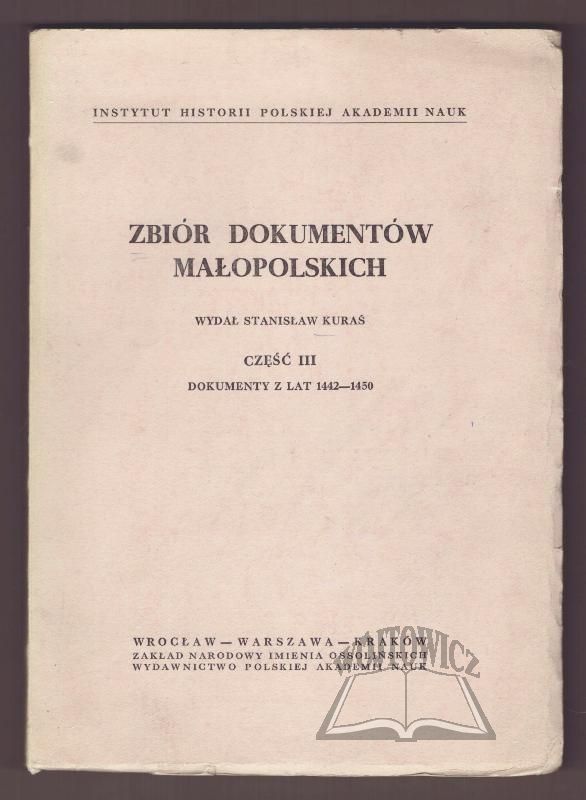 INSTYTUT HISTORII POLSKIEJ AKADEMII NAUK
ZBIÓR DOKUMENTÓW
MAŁOPOLSKICH
WYDAŁ STANISŁAW KURAŚ
CZĘŚĆ III
DOKUMENTY Z LAT 1442—1450
WROCŁAW — WARSZAWA — KRAKÓW
ZAKŁAD NARODOWY IMIENIA OSSOLIŃSKICH
WYDAWNICTWO POLSKIEJ AKADEMII NAUK
WÓJTOWICZ